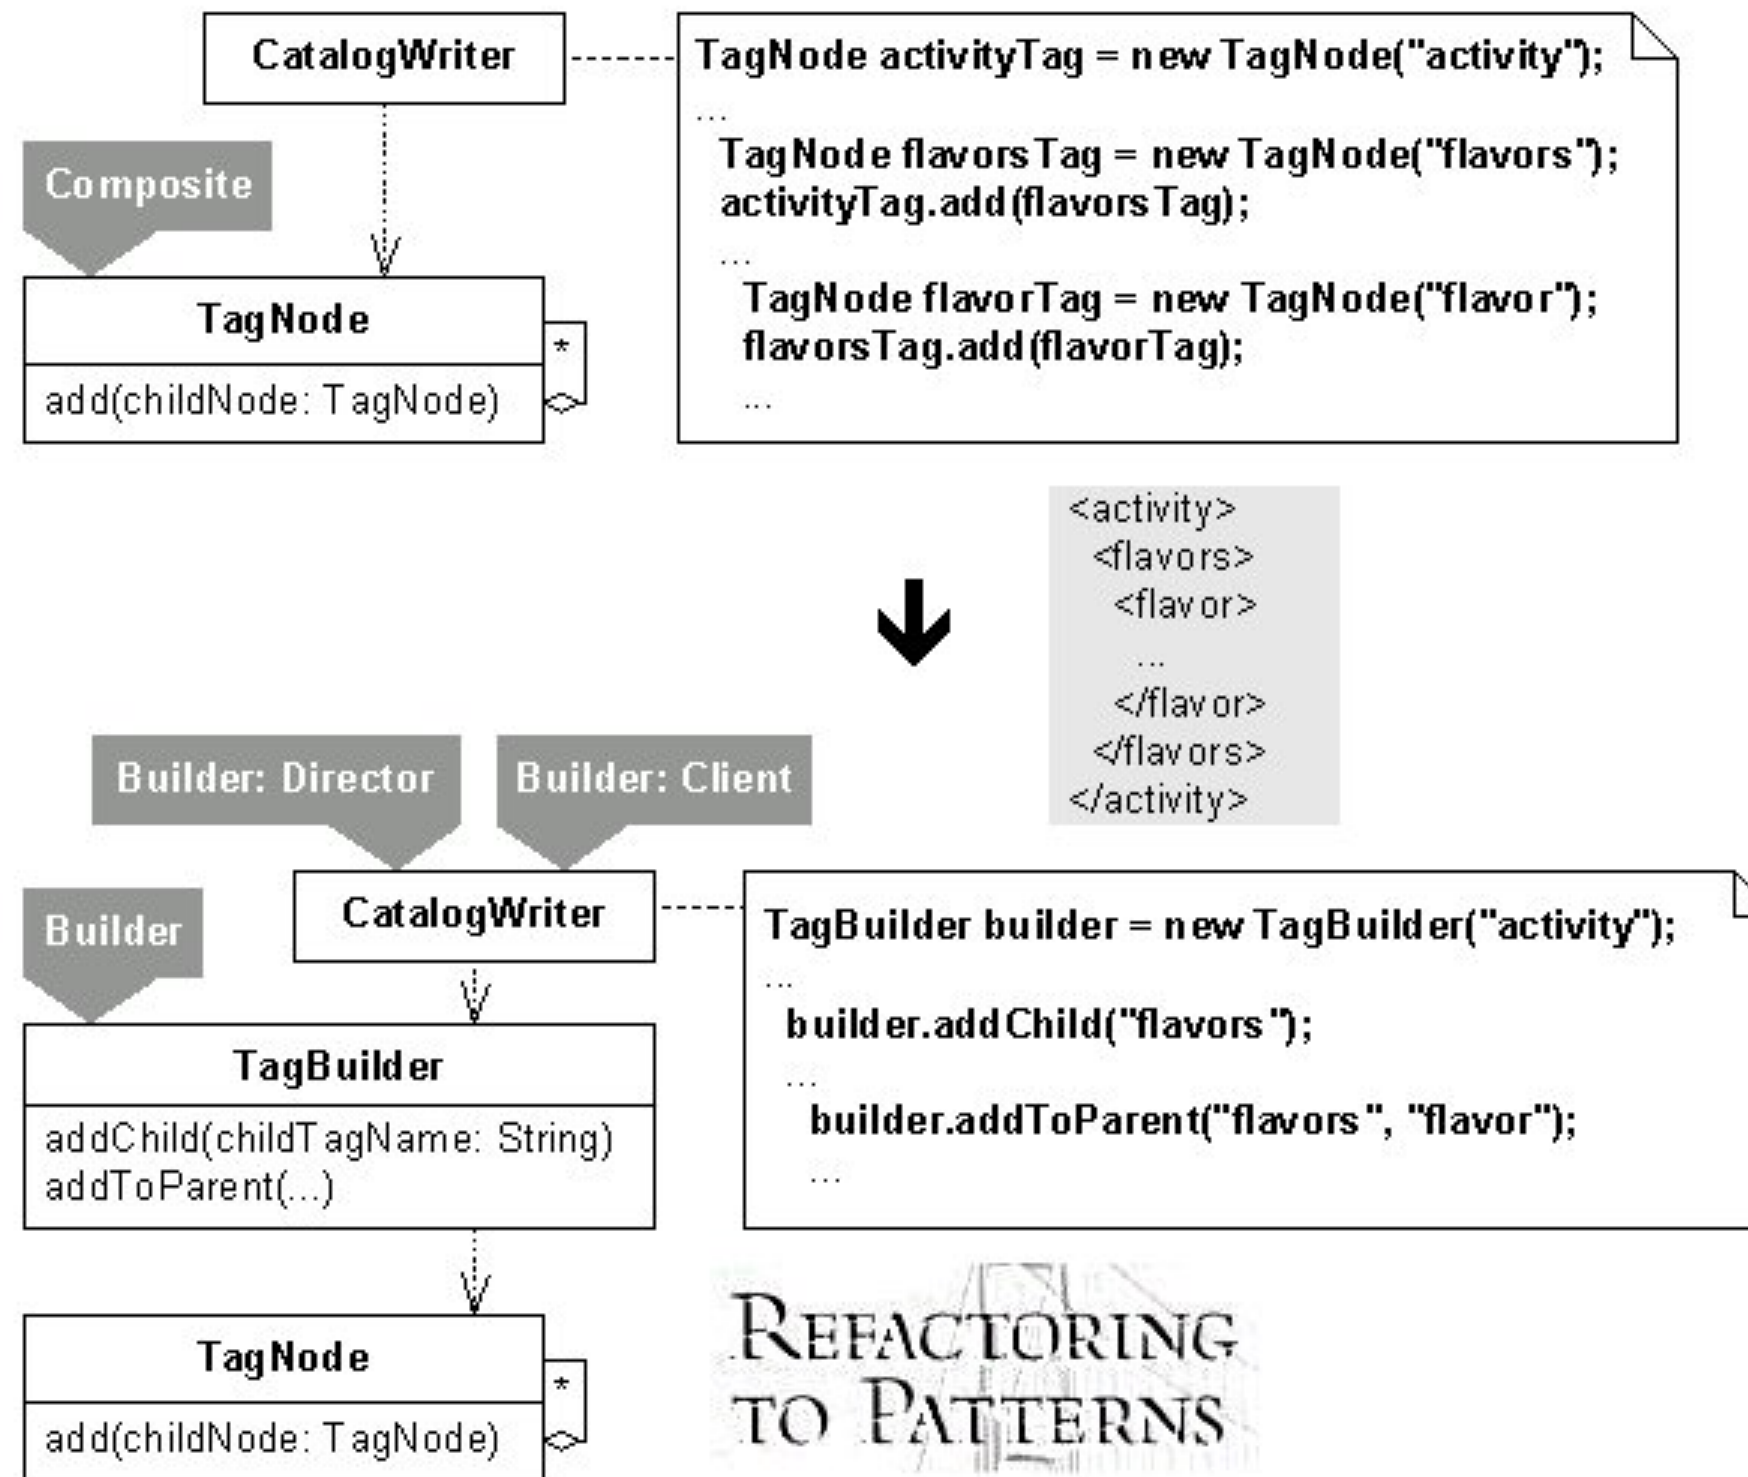 CatalogWriter
TagNode activityTag = new TagNode("activity");
...
TagNode flavorsTag = new TagNode("flavors");
activityTag.add(flavorsTag);
...
TagNode flavorTag = new TagNode("flavor");
flavorsTag.add(flavorTag);
...
Composite
TagNode
*
add(childNode: TagNode)
<activity>
<flavors>
<flavor>
...
</flavor>
</flavors>
</activity>
Builder: Director
Builder: Client
Builder
CatalogWriter
TagBuilder builder = new TagBuilder("activity");
...
builder.addChild("flavors");
...
builder.addToParent("flavors", "flavor");
...
TagBuilder
addChild(childTagName: String)
addToParent(...)
TagNode
*
add(childNode: TagNode)
REFACTORING
TO PATTERNS